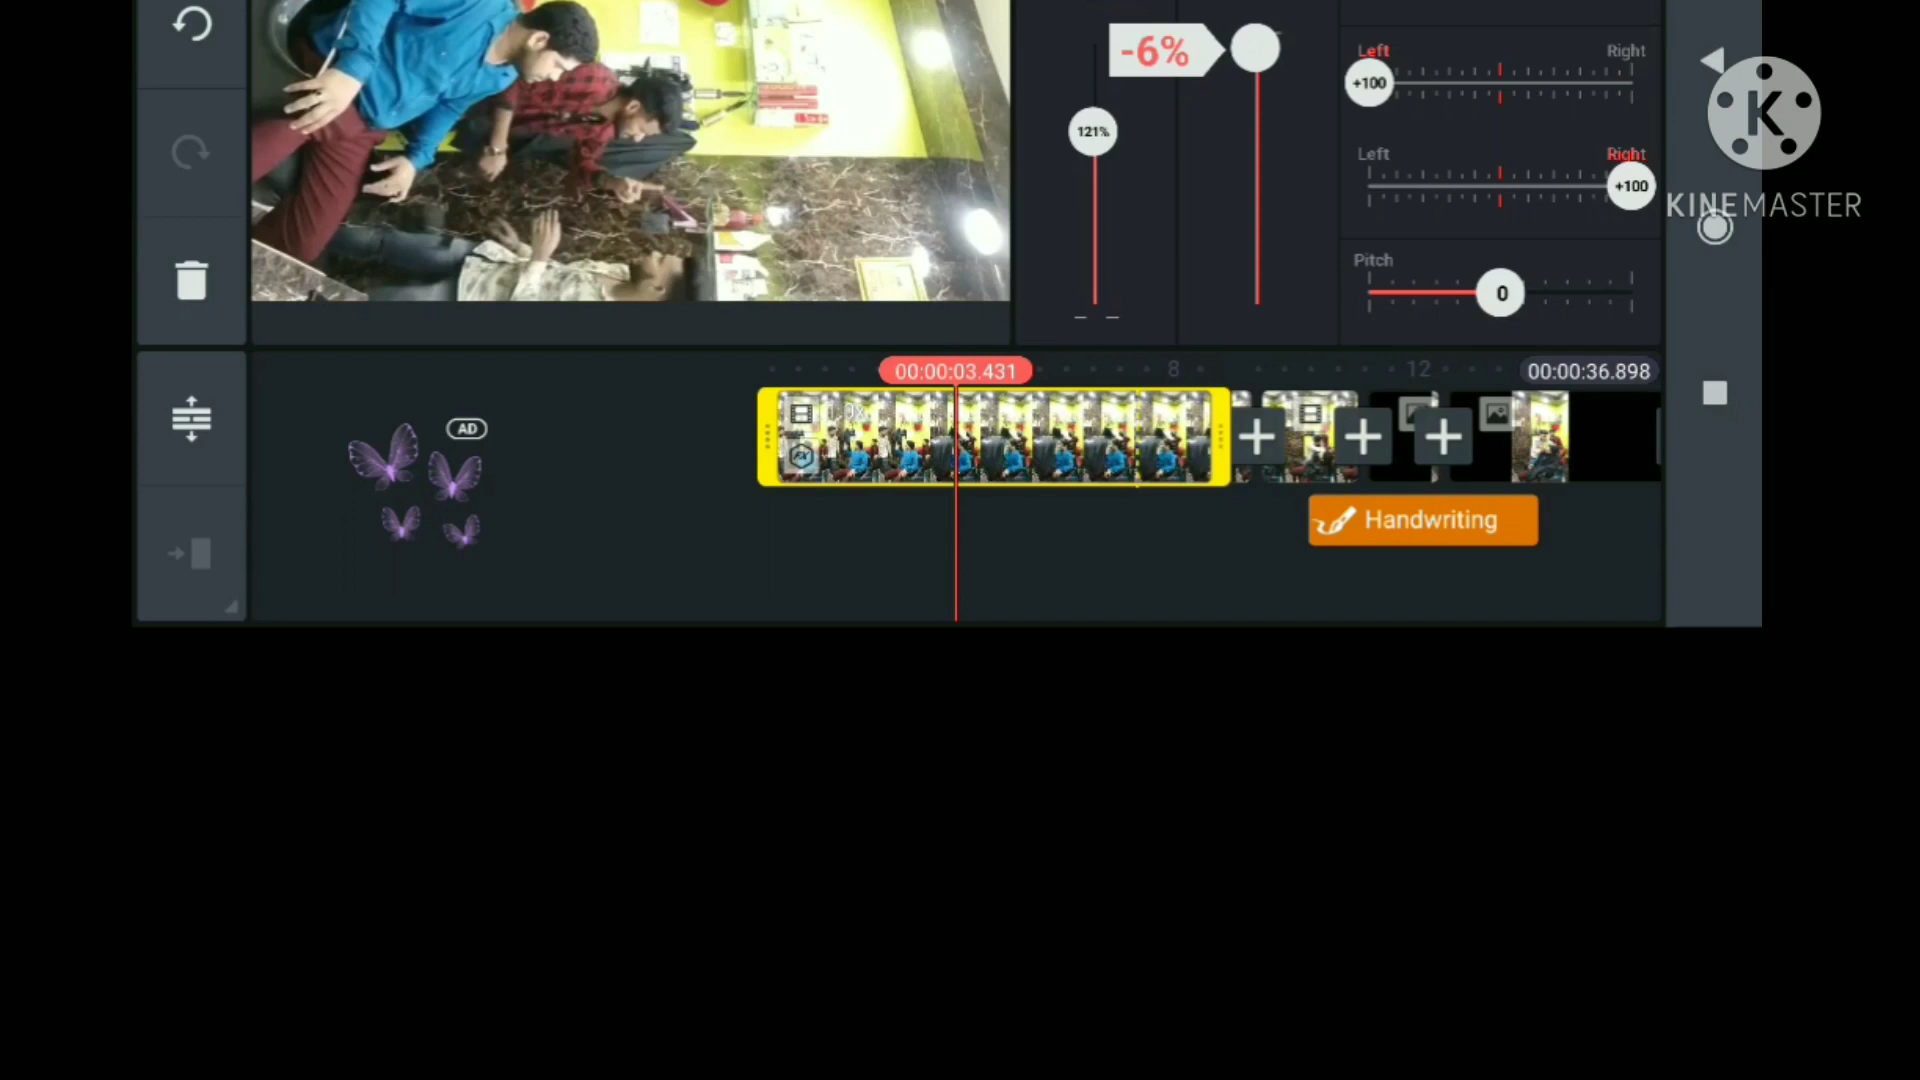 -6%
Left Right
+100
121%
Left Right
+100
K
KINEMASTER
Pitch
0
00:00:03.431
8
12
00:00:36.898
AD
FX
Handwriting